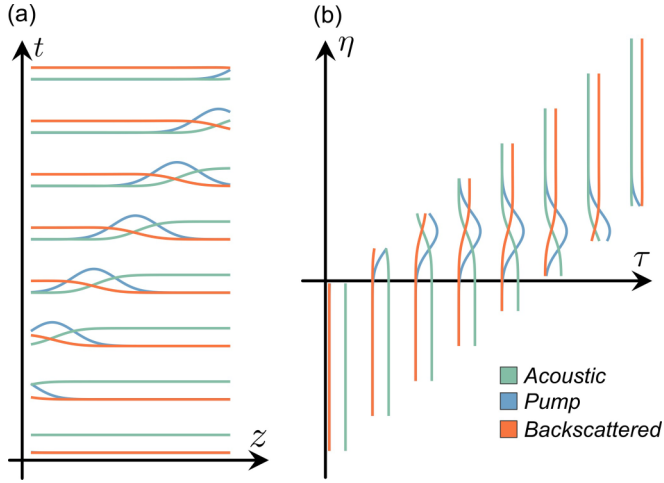 (a)
t
z
(b)
η
τ
Acoustic
Pump
Backscattered